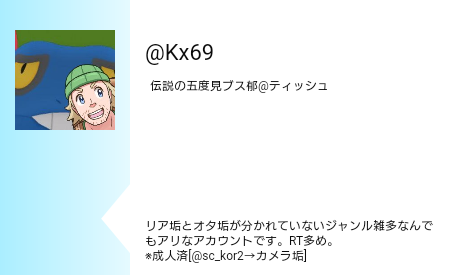 @Kx69
伝説の五度見ブス郁@ティッシュ
リア垢とオタ垢が分かれていないジャンル雑多なんで
もアリなアカウントです。RT多め。
※成人済[@sc_kor2→カメラ垢]